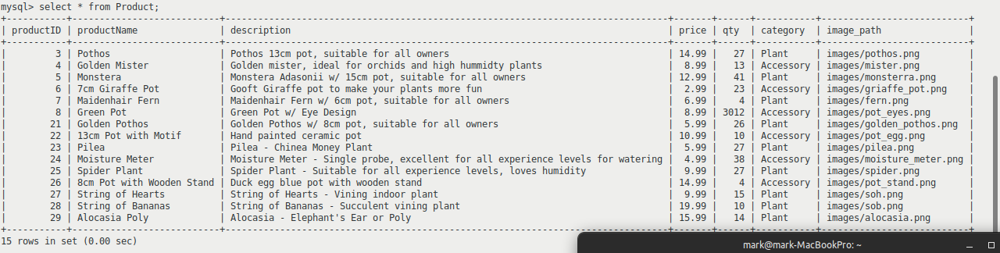 mysql> select * from Product;
+-----------+-------------------------+---------------------------------------------------------------------------------+-------+------+-----------+---------------------------+
| productID | productName             | description                                                                     | price | qty  | category  | image_path                |
+-----------+-------------------------+---------------------------------------------------------------------------------+-------+------+-----------+---------------------------+
|         3 | Pothos                  | Pothos 13cm pot, suitable for all owners                                        | 14.99 |   27 | Plant     | images/pothos.png         |
|         4 | Golden Mister           | Golden mister, ideal for orchids and high hummidty plants                       |  8.99 |   13 | Accessory | images/mister.png         |
|         5 | Monstera                | Monstera Adasonii w/ 15cm pot, suitable for all owners                          | 12.99 |   41 | Plant     | images/monsterra.png      |
|         6 | 7cm Giraffe Pot         | Gooft Giraffe pot to make your plants more fun                                  |  2.99 |   23 | Accessory | images/griaffe_pot.png    |
|         7 | Maidenhair Fern         | Maidenhair Fern w/ 6cm pot, suitable for all owners                             |  6.99 |    4 | Plant     | images/fern.png           |
|         8 | Green Pot               | Green Pot w/ Eye Design                                                         |  8.99 | 3012 | Accessory | images/pot_eyes.png       |
|        21 | Golden Pothos           | Golden Pothos w/ 8cm pot, suitable for all owners                               |  5.99 |   26 | Plant     | images/golden_pothos.png  |
|        22 | 13cm Pot with Motif     | Hand painted ceramic pot                                                        | 10.99 |   10 | Accessory | images/pot_egg.png        |
|        23 | Pilea                   | Pilea - Chinea Money Plant                                                      |  5.99 |   27 | Plant     | images/pilea.png          |
|        24 | Moisture Meter          | Moisture Meter - Single probe, excellent for all experience levels for watering |  4.99 |   38 | Accessory | images/moisture_meter.png |
|        25 | Spider Plant            | Spider Plant - Suitable for all experience levels, loves humidity               |  9.99 |   27 | Plant     | images/spider.png         |
|        26 | 8cm Pot with Wooden Stand | Duck egg blue pot with wooden stand                                           | 14.99 |    4 | Accessory | images/pot_stand.png      |
|        27 | String of Hearts        | String of Hearts - Vining indoor plant                                          |  9.99 |   15 | Plant     | images/soh.png            |
|        28 | String of Bananas       | String of Bananas - Succulent vining plant                                      | 19.99 |   10 | Plant     | images/sob.png            |
|        29 | Alocasia Poly           | Alocasia - Elephant's Ear or Poly                                               | 15.99 |   14 | Plant     | images/alocasia.png       |
+-----------+-------------------------+---------------------------------------------------------------------------------+-------+------+-----------+---------------------------+
15 rows in set (0.00 sec)
mark@mark-MacBookPro: ~